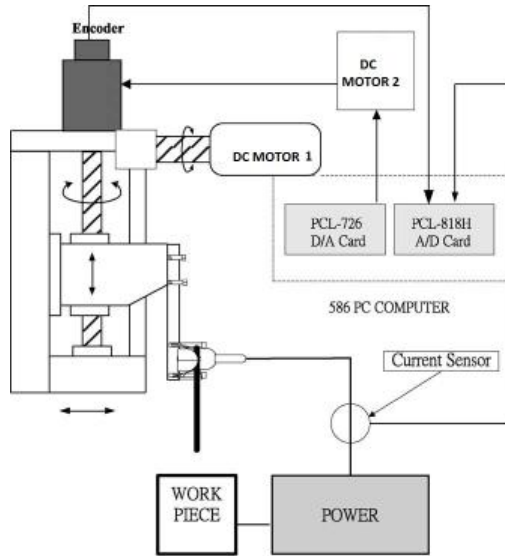 Encoder
DC
MOTOR 2
DC MOTOR 1
PCL-726
D/A Card
PCL-818H
A/D Card
586 PC COMPUTER
Current Sensor
WORK
PIECE
POWER